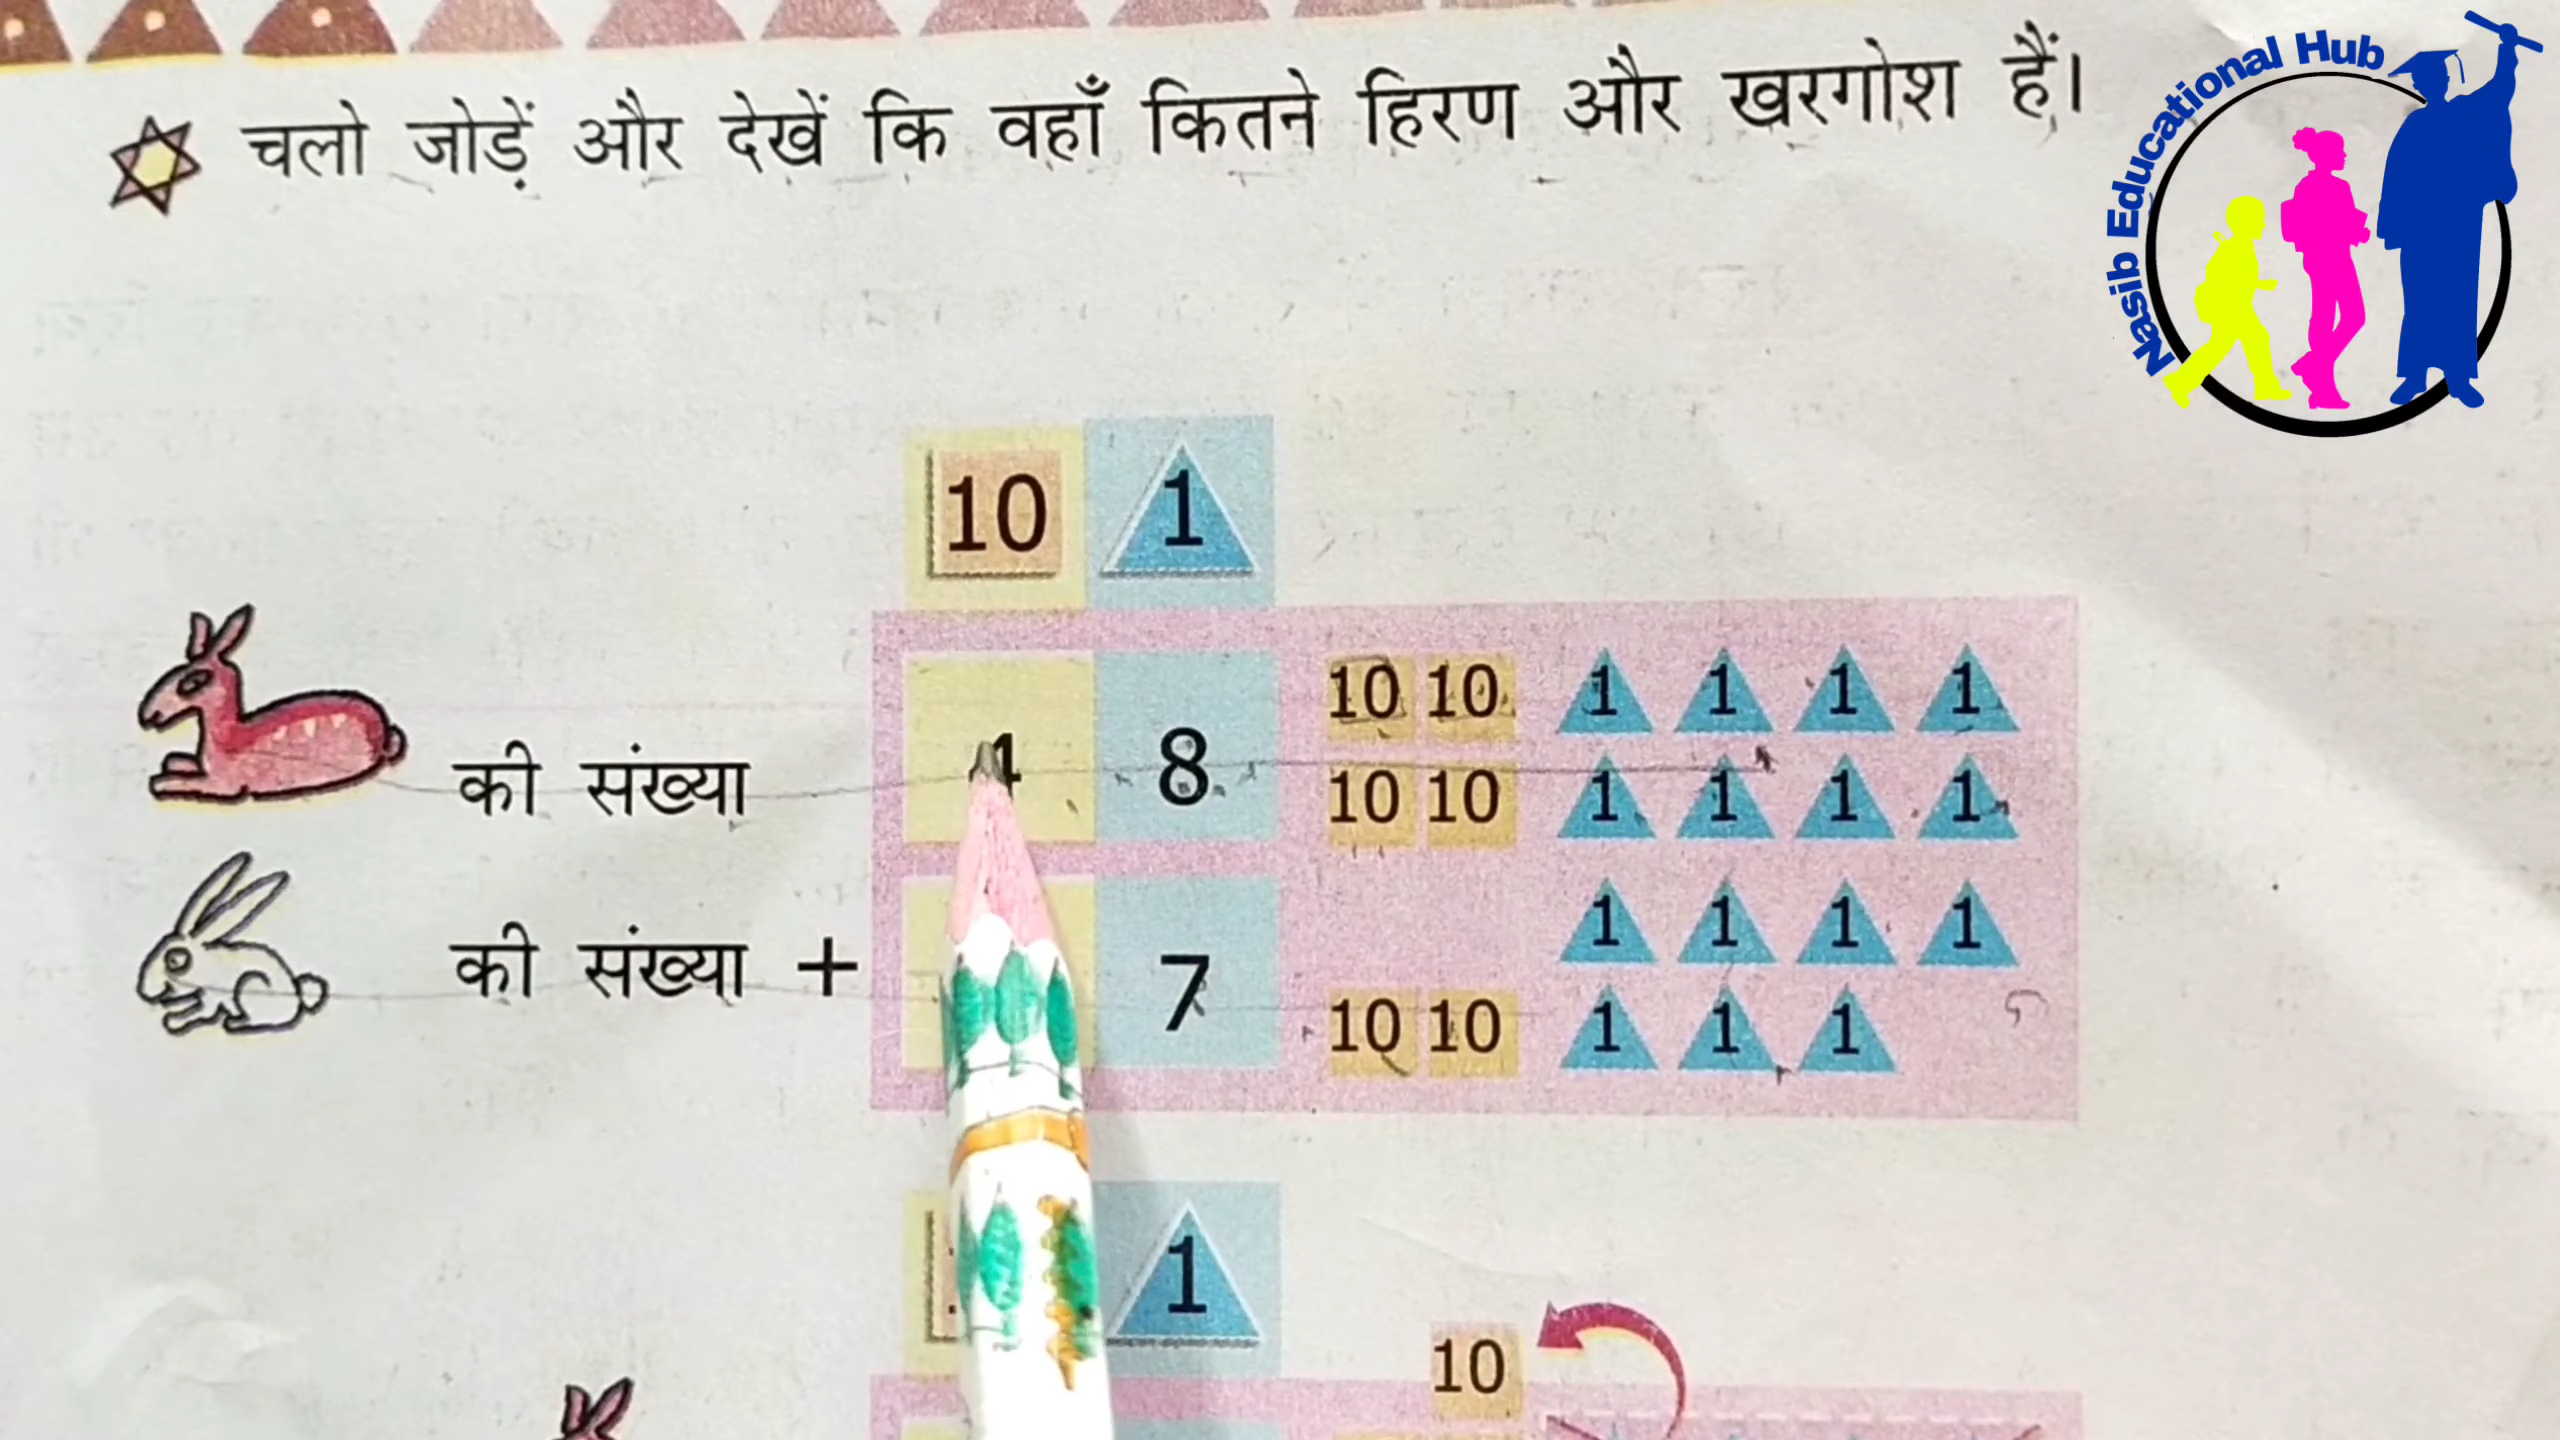 Nasib Educational Hub
चलो जोड़ें और देखें कि वहाँ कितने हिरण और खरगोश हैं।
10 1
की संख्या 4 8 10 10 1 1 1 1
10 10 1 1 1 1
1 1 1 1
की संख्या + 7 10 10 1 1 1
1
10